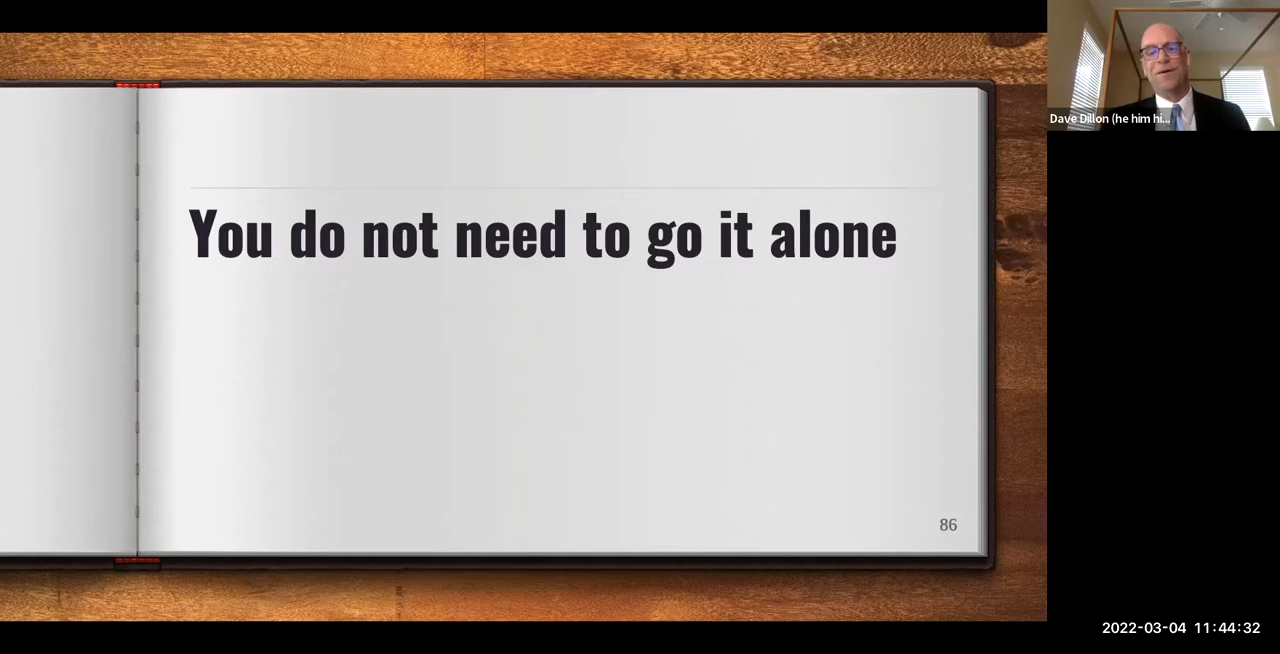 Dave Dillon (he him hi...
You do not need to go it alone
86
2022-03-04 11:44:32